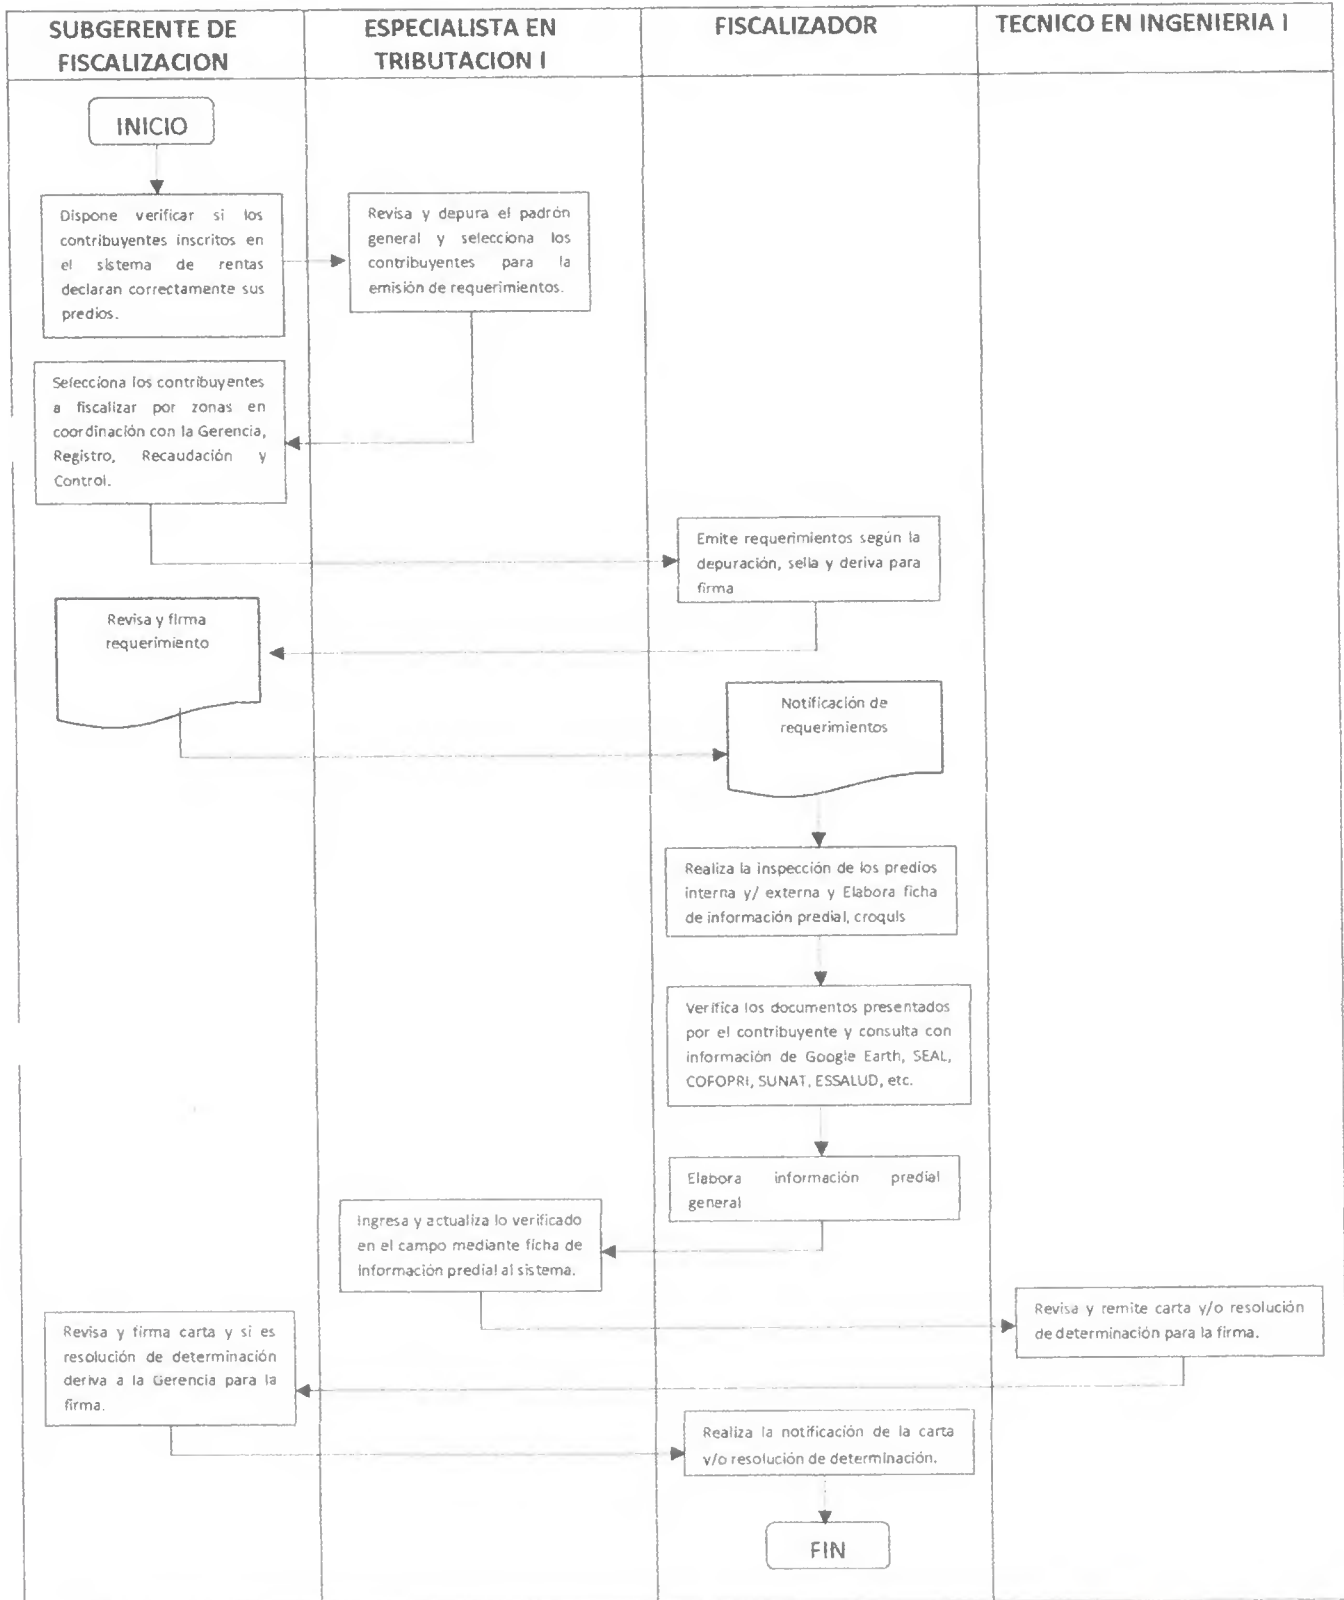 SUBGERENTE DE
FISCALIZACION
ESPECIALISTA EN
TRIBUTACION I
FISCALIZADOR
TECNICO EN INGENIERIA I
INICIO
Dispone verificar si los
contribuyentes inscritos en
el sistema de rentas
declaran correctamente sus
predios.
Revisa y depura el padrón
general y selecciona los
contribuyentes para la
emisión de requerimientos.
Selecciona los contribuyentes
a fiscalizar por zonas en
coordinación con la Gerencia,
Registro, Recaudación y
Control.
Emite requerimientos según la
depuración, sella y deriva para
firma
Revisa y firma
requerimiento
Notificación de
requerimientos
Realiza la inspección de los predios
interna y/ externa y Elabora ficha
de información predial, croquis
Verifica los documentos presentados
por el contribuyente y consulta con
información de Google Earth, SEAL,
COFOPRI, SUNAT, ESSALUD, etc.
Elabora información predial
general
Ingresa y actualiza lo verificado
en el campo mediante ficha de
información predial al sistema.
Revisa y remite carta y/o resolución
de determinación para la firma.
Revisa y firma carta y si es
resolución de determinación
deriva a la Gerencia para la
firma.
Realiza la notificación de la carta
y/o resolución de determinación.
FIN